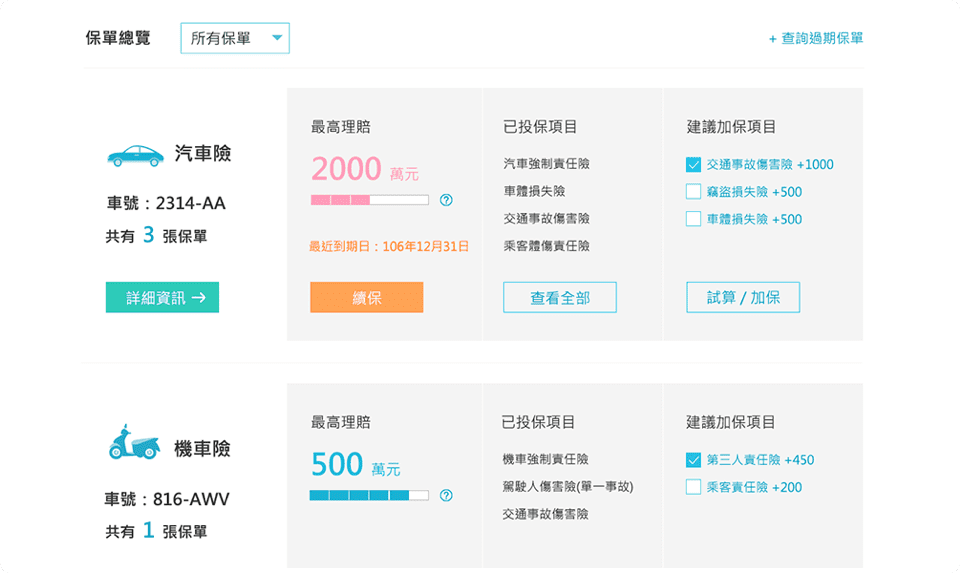 保單總覽
所有保單
+ 查詢過期保單
汽車險
車號：2314-AA
共有 3 張保單
詳細資訊 →
最高理賠
2000 萬元
?
最近到期日：106年12月31日
續保
已投保項目
汽車強制責任險
車體損失險
交通事故傷害險
乘客體傷責任險
查看全部
建議加保項目
交通事故傷害險 +1000
竊盜損失險 +500
車體損失險 +500
試算 / 加保
機車險
車號：816-AWV
共有 1 張保單
最高理賠
500 萬元
?
已投保項目
機車強制責任險
駕駛人傷害險(單一事故)
交通事故傷害險
建議加保項目
第三人責任險 +450
乘客責任險 +200